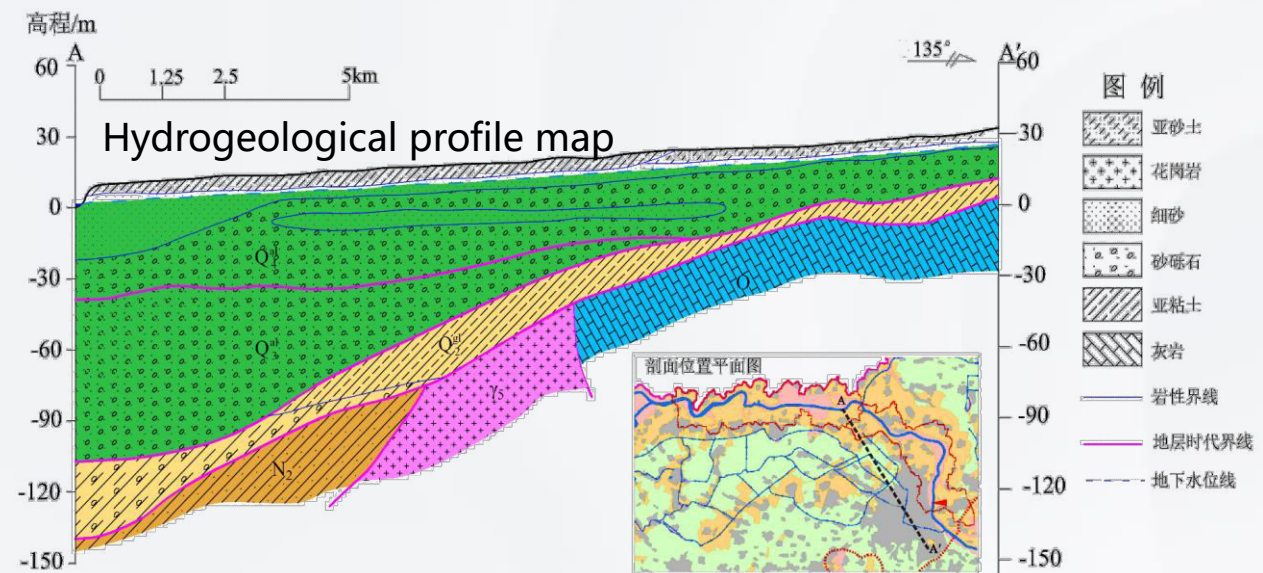 高程/m
A
A'
135°
60
30
0
-30
-60
-90
-120
-150
0 1.25 2.5 5km
Hydrogeological profile map
60
30
0
-30
-60
-90
-120
-150
Q₂ᵍˡ
N₂
γ₅
O
剖面位置平面图
A
A'
图 例
亚砂土
花岗岩
细砂
砂砾石
亚粘土
灰岩
岩性界线
地层时代界线
地下水位线